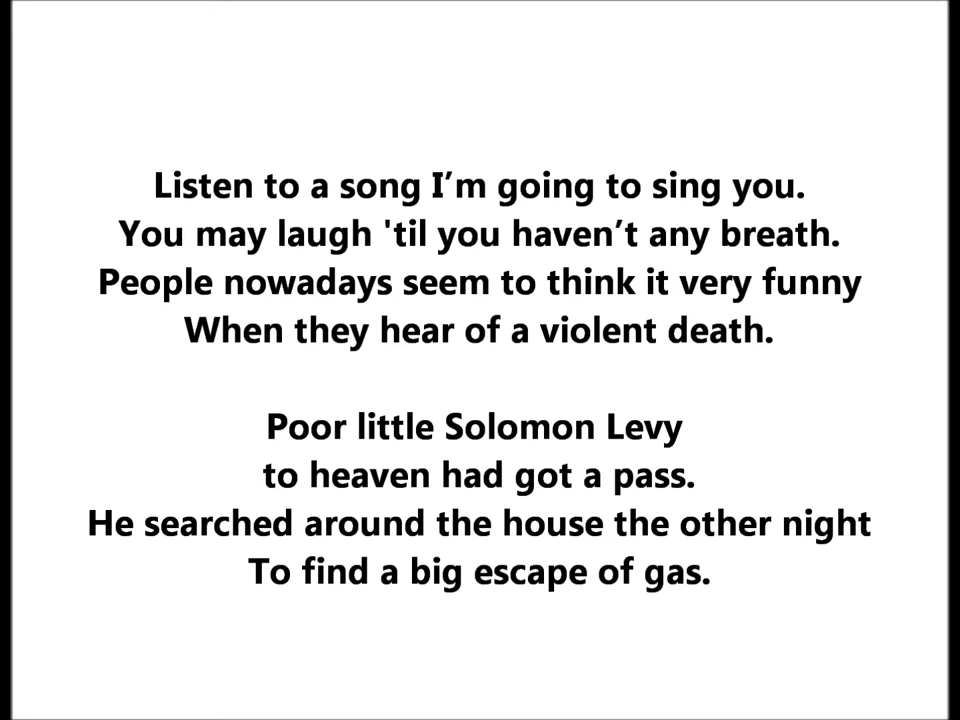 Listen to a song I’m going to sing you.
You may laugh 'til you haven’t any breath.
People nowadays seem to think it very funny
When they hear of a violent death.
Poor little Solomon Levy
to heaven had got a pass.
He searched around the house the other night
To find a big escape of gas.